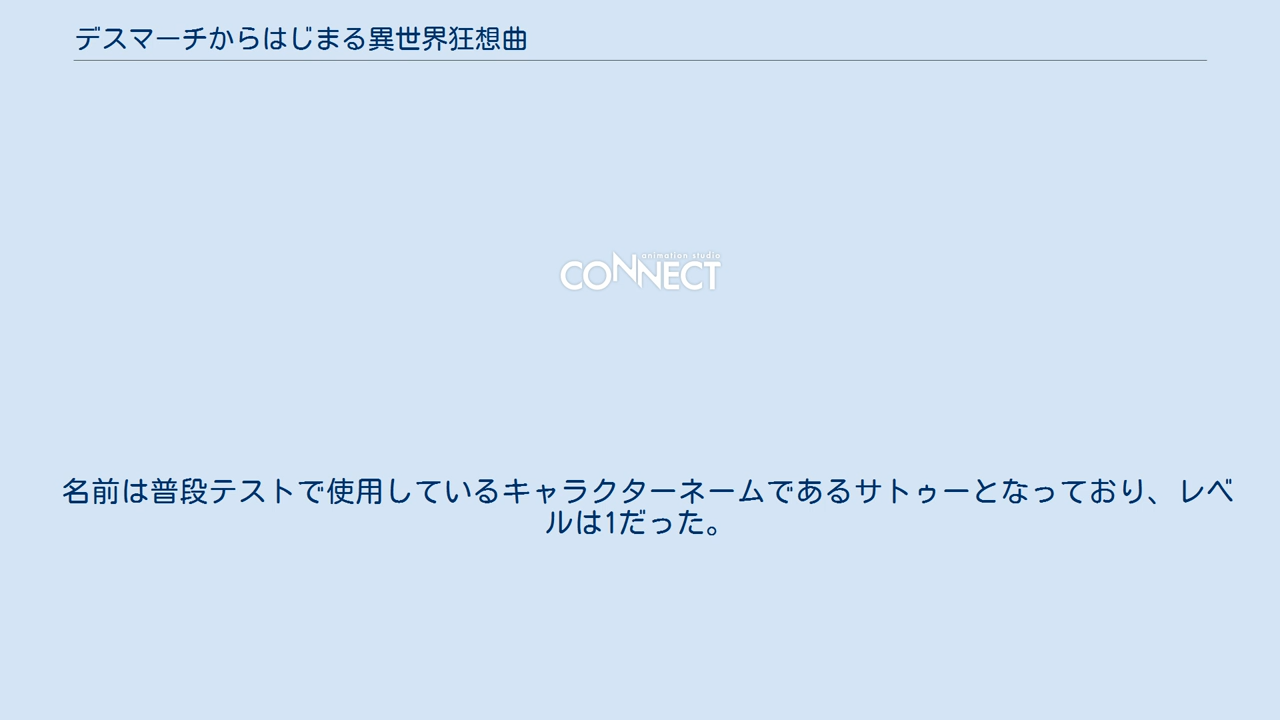 デスマーチからはじまる異世界狂想曲
animation studio
CONNECT
名前は普段テストで使用しているキャラクターネームであるサトゥーとなっており、レベ
ルは1だった。